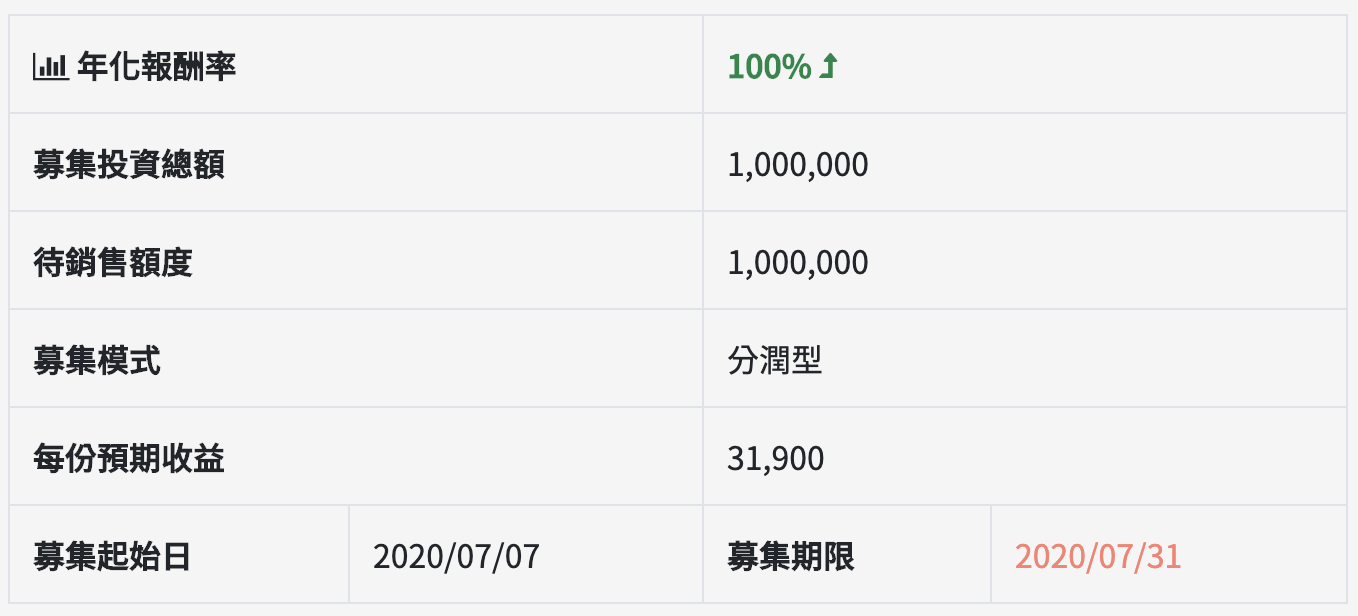 年化報酬率 100%
募集投資總額 1,000,000
待銷售額度 1,000,000
募集模式 分潤型
每份預期收益 31,900
募集起始日 2020/07/07 募集期限 2020/07/31